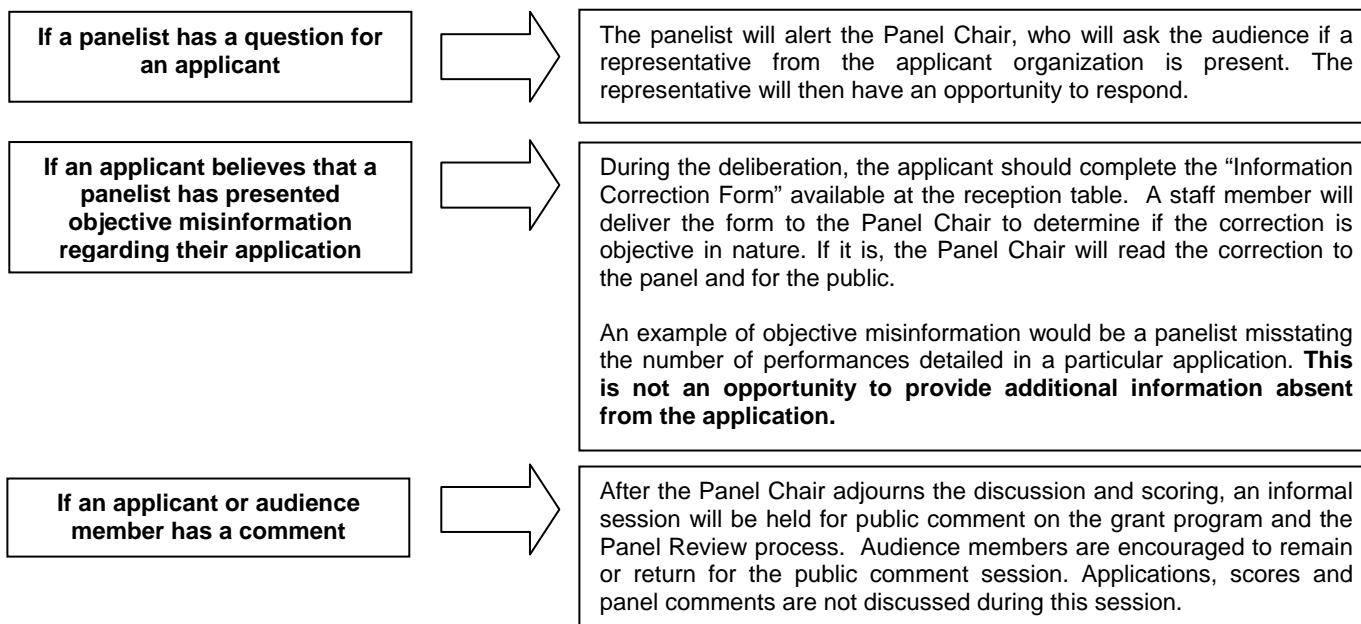 If a panelist has a question for
an applicant
The panelist will alert the Panel Chair, who will ask the audience if a
representative from the applicant organization is present. The
representative will then have an opportunity to respond.
If an applicant believes that a
panelist has presented
objective misinformation
regarding their application
During the deliberation, the applicant should complete the “Information
Correction Form” available at the reception table. A staff member will
deliver the form to the Panel Chair to determine if the correction is
objective in nature. If it is, the Panel Chair will read the correction to
the panel and for the public.
An example of objective misinformation would be a panelist misstating
the number of performances detailed in a particular application. This
is not an opportunity to provide additional information absent
from the application.
If an applicant or audience
member has a comment
After the Panel Chair adjourns the discussion and scoring, an informal
session will be held for public comment on the grant program and the
Panel Review process. Audience members are encouraged to remain
or return for the public comment session. Applications, scores and
panel comments are not discussed during this session.